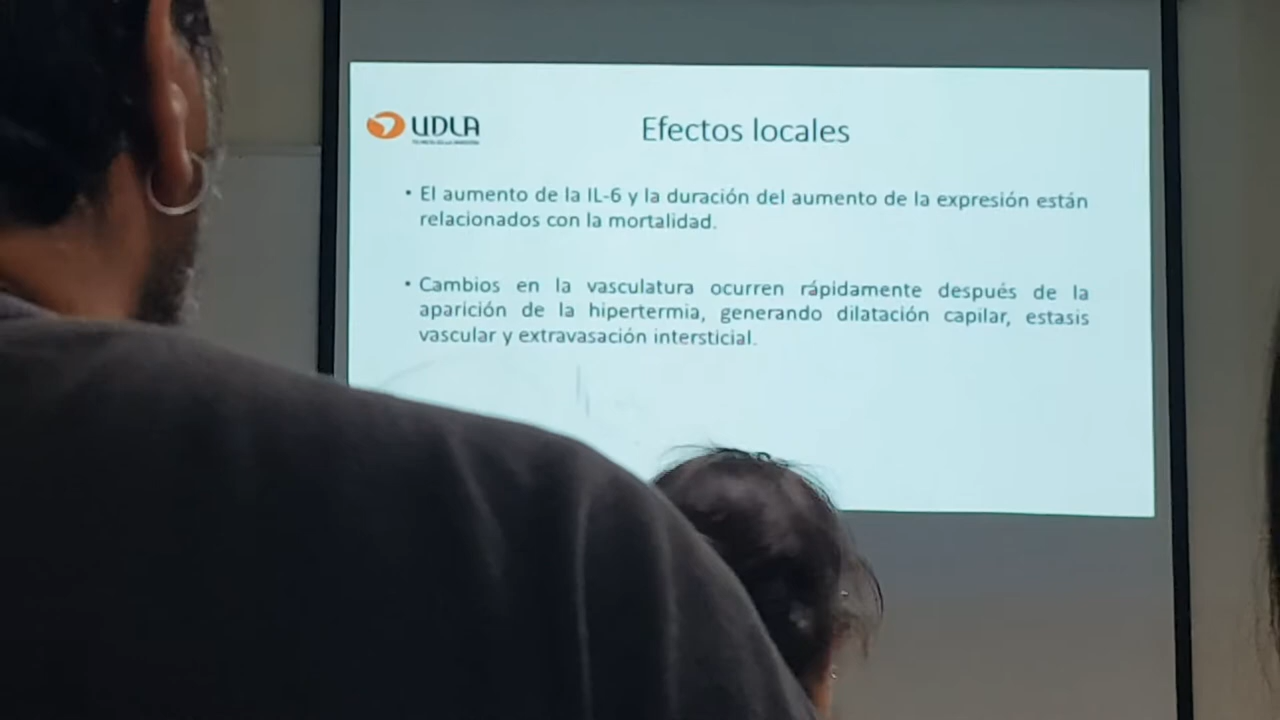 UDLA
Efectos locales
• El aumento de la IL-6 y la duración del aumento de la expresión están
relacionados con la mortalidad.
• Cambios en la vasculatura ocurren rápidamente después de la
aparición de la hipertermia, generando dilatación capilar, estasis
vascular y extravasación intersticial.